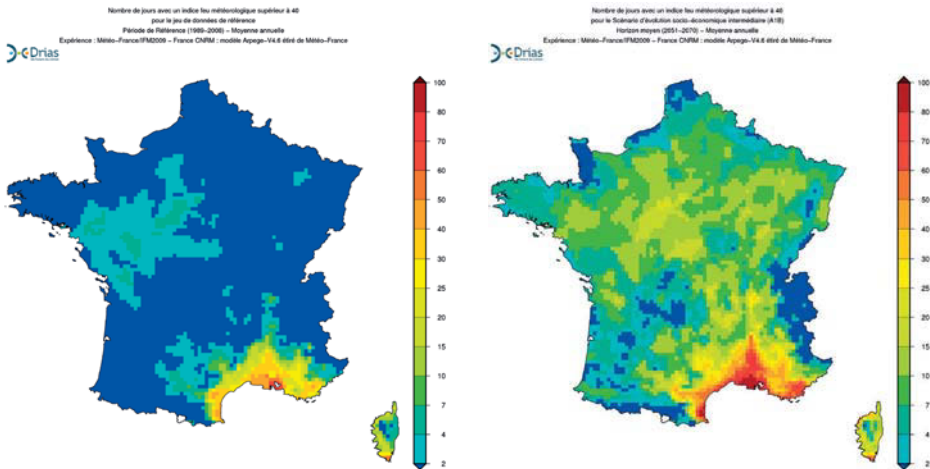 Nombre de jours avec un indice feu météorologique supérieur à 40
pour le jeu de données de référence
Période de Référence (1989-2008) - Moyenne annuelle
Expérience : Météo-France/IFM2009 - France CNRM : modèle Arpege-V4.6 étiré de Météo-France
Drias
100
80
70
60
50
40
30
20
15
10
7
4
2
Nombre de jours avec un indice feu météorologique supérieur à 40
pour le Scénario d'évolution socio-économique intermédiaire (A1B)
Horizon moyen (2051-2070) - Moyenne annuelle
Expérience : Météo-France/IFM2009 - France CNRM : modèle Arpege-V4.6 étiré de Météo-France
Drias
100
80
70
60
50
40
30
20
15
10
7
4
2